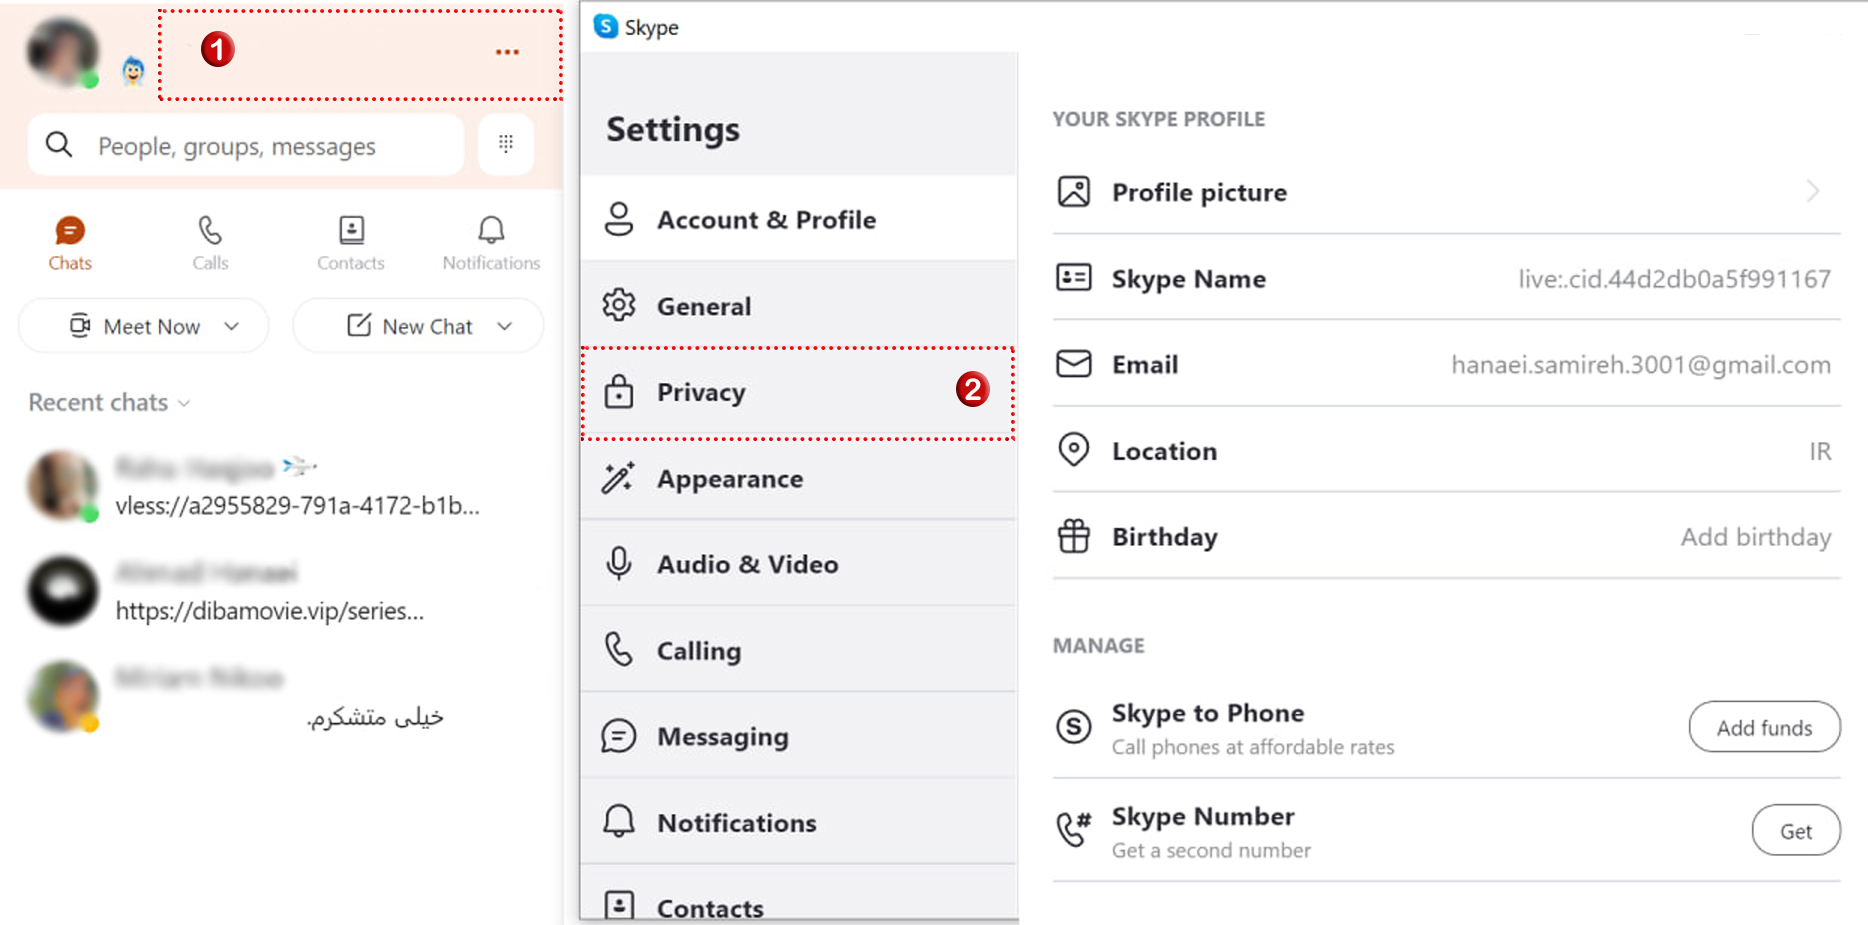 1
...
People, groups, messages
Chats
Calls
Contacts
Notifications
Meet Now
New Chat
Recent chats
vless://a2955829-791a-4172-b1b...
https://dibamovie.vip/series...
خیلی متشکرم.
S Skype
Settings
Account & Profile
General
Privacy
2
Appearance
Audio & Video
Calling
Messaging
Notifications
Contacts
YOUR SKYPE PROFILE
Profile picture
Skype Name live:.cid.44d2db0a5f991167
Email hanaei.samireh.3001@gmail.com
Location IR
Birthday Add birthday
MANAGE
Skype to Phone
Call phones at affordable rates
Add funds
Skype Number
Get a second number
Get